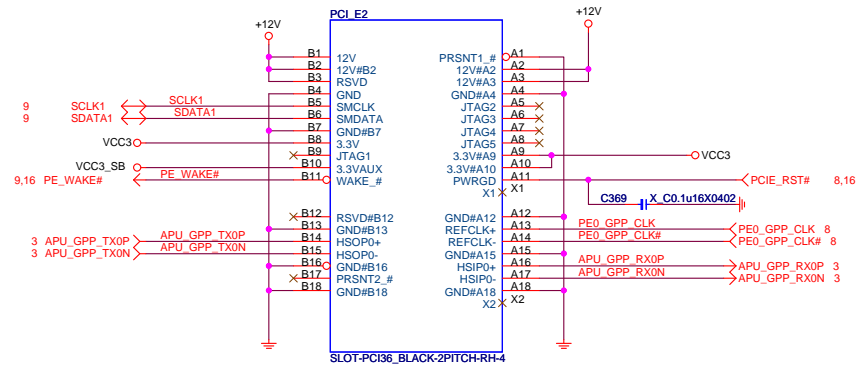 PCI_E2
+12V
+12V
B1 12V PRSNT1_# A1
B2 12V#B2 12V#A2 A2
B3 RSVD 12V#A3 A3
B4 GND GND#A4 A4
9 SCLK1 SCLK1 B5 SMCLK JTAG2 A5
9 SDATA1 SDATA1 B6 SMDATA JTAG3 A6
B7 GND#B7 JTAG4 A7
VCC3 B8 3.3V JTAG5 A8
B9 JTAG1 3.3V#A9 A9 VCC3
VCC3_SB B10 3.3VAUX 3.3V#A10 A10
9,16 PE_WAKE# PE_WAKE# B11 WAKE_# PWRGD A11 PCIE_RST# 8,16
X1 X1
C369 X_C0.1u16X0402
B12 RSVD#B12 GND#A12 A12
B13 GND#B13 REFCLK+ A13 PE0_GPP_CLK PE0_GPP_CLK 8
3 APU_GPP_TX0P APU_GPP_TX0P B14 HSOP0+ REFCLK- A14 PE0_GPP_CLK# PE0_GPP_CLK# 8
3 APU_GPP_TX0N APU_GPP_TX0N B15 HSOP0- GND#A15 A15
B16 GND#B16 HSIP0+ A16 APU_GPP_RX0P APU_GPP_RX0P 3
B17 PRSNT2_# HSIP0- A17 APU_GPP_RX0N APU_GPP_RX0N 3
B18 GND#B18 GND#A18 A18
X2 X2
SLOT-PCI36_BLACK-2PITCH-RH-4